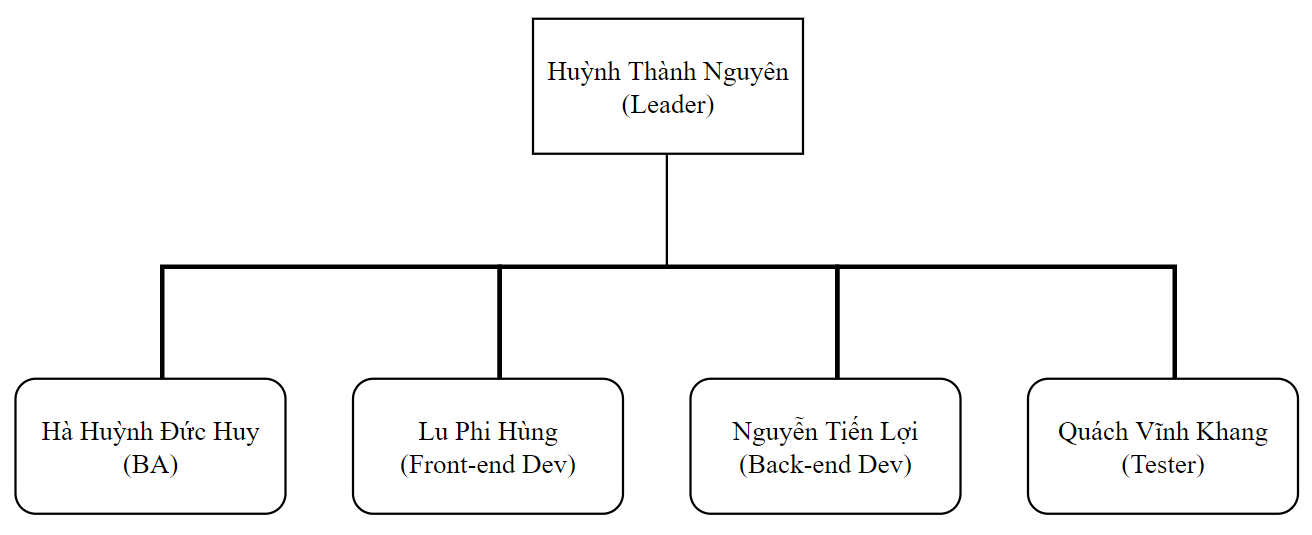 Huỳnh Thành Nguyên
(Leader)
Hà Huỳnh Đức Huy
(BA)
Lu Phi Hùng
(Front-end Dev)
Nguyễn Tiến Lợi
(Back-end Dev)
Quách Vĩnh Khang
(Tester)